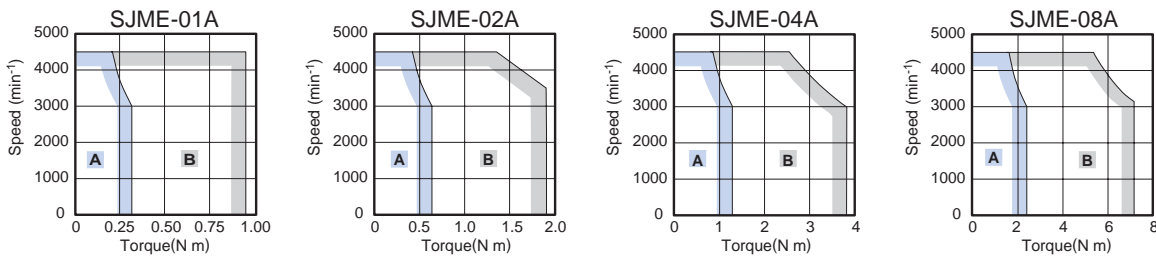 SJME-01A
5000
4000
3000
2000
1000
0
Speed (min-1)
A
B
0 0.25 0.50 0.75 1.00
Torque(N m)
SJME-02A
5000
4000
3000
2000
1000
0
Speed (min-1)
A
B
0 0.5 1.0 1.5 2.0
Torque(N m)
SJME-04A
5000
4000
3000
2000
1000
0
Speed (min-1)
A
B
0 1 2 3 4
Torque(N m)
SJME-08A
5000
4000
3000
2000
1000
0
Speed (min-1)
A
B
0 2 4 6 8
Torque(N m)